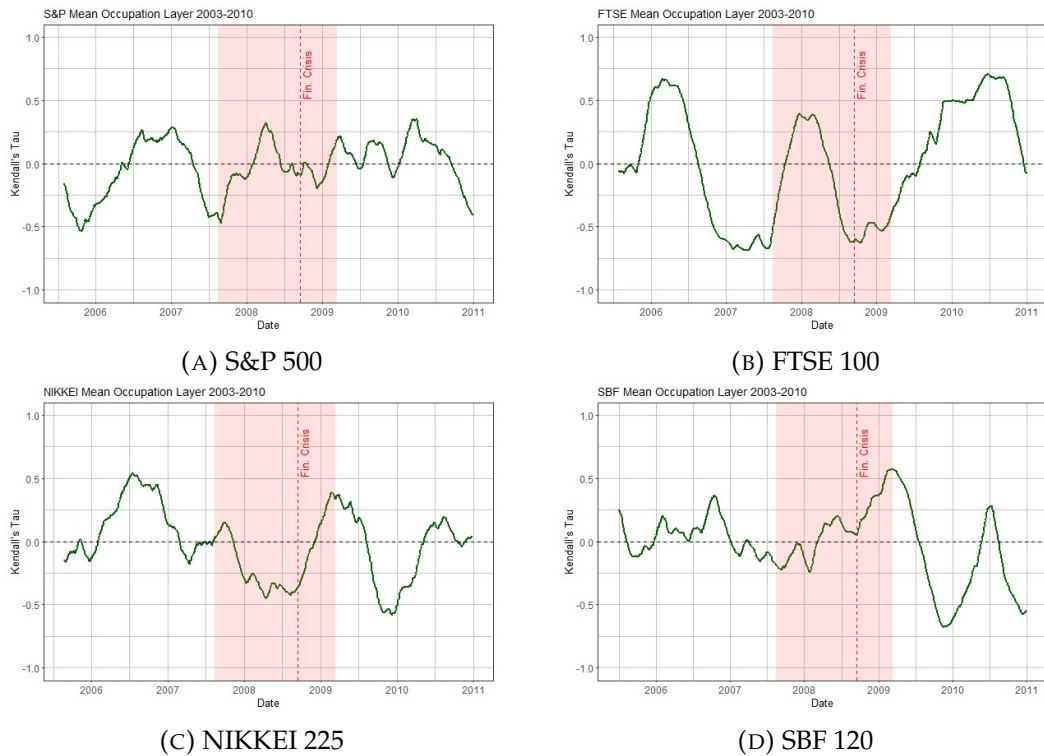 S&P Mean Occupation Layer 2003-2010
1.0
0.5
0.0
-0.5
-1.0
Kendall's Tau
Fin. Crisis
2006 2007 2008 2009 2010 2011
Date
(A) S&P 500
FTSE Mean Occupation Layer 2003-2010
1.0
0.5
0.0
-0.5
-1.0
Kendall's Tau
Fin. Crisis
2006 2007 2008 2009 2010 2011
Date
(B) FTSE 100
NIKKEI Mean Occupation Layer 2003-2010
1.0
0.5
0.0
-0.5
-1.0
Kendall's Tau
Fin. Crisis
2006 2007 2008 2009 2010 2011
Date
(C) NIKKEI 225
SBF Mean Occupation Layer 2003-2010
1.0
0.5
0.0
-0.5
-1.0
Kendall's Tau
Fin. Crisis
2006 2007 2008 2009 2010 2011
Date
(D) SBF 120